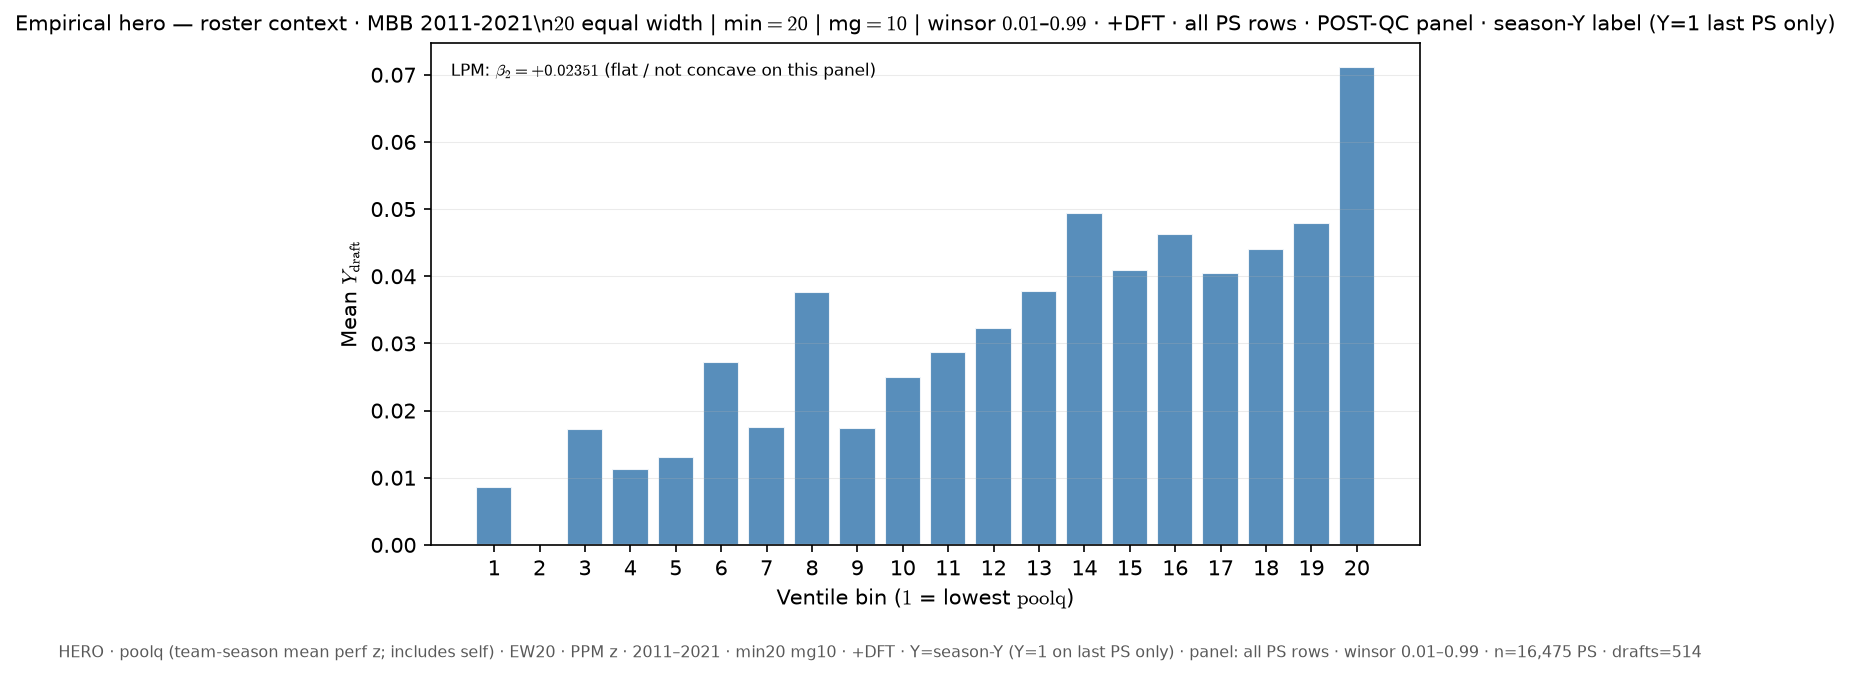 Empirical hero — roster context · MBB 2011-2021\n20 equal width | min = 20 | mg = 10 | winsor 0.01–0.99 · +DFT · all PS rows · POST-QC panel · season-Y label (Y=1 last PS only)
LPM: β₂ = +0.02351 (flat / not concave on this panel)
0.07
0.06
0.05
0.04
0.03
0.02
0.01
0.00
Mean Y_draft
1 2 3 4 5 6 7 8 9 10 11 12 13 14 15 16 17 18 19 20
Ventile bin (1 = lowest poolq)
HERO · poolq (team-season mean perf z; includes self) · EW20 · PPM z · 2011–2021 · min20 mg10 · +DFT · Y=season-Y (Y=1 on last PS only) · panel: all PS rows · winsor 0.01–0.99 · n=16,475 PS · drafts=514